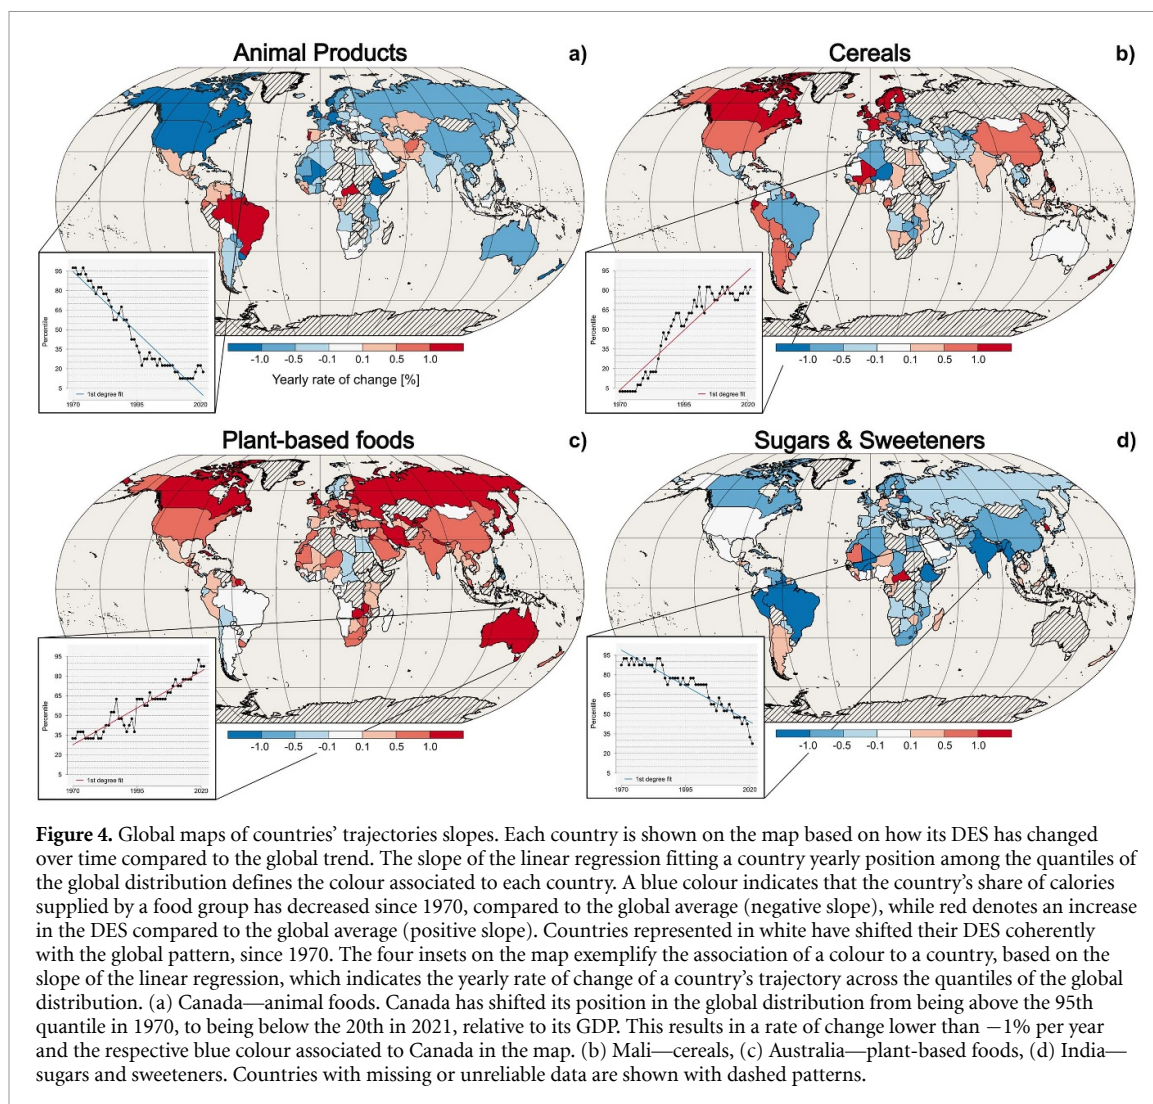 Animal Products
a)
Cereals
b)
95
85
65
50
35
20
5
Percentile
1st degree fit
1970
1995
2020
-1.0
-0.5
-0.1
0.1
0.5
1.0
Yearly rate of change [%]
95
85
65
50
35
20
5
Percentile
1st degree fit
1970
1995
2020
-1.0
-0.5
-0.1
0.1
0.5
1.0
Plant-based foods
c)
Sugars & Sweeteners
d)
95
85
65
50
35
20
5
Percentile
1st degree fit
1970
1995
2020
-1.0
-0.5
-0.1
0.1
0.5
1.0
95
85
65
50
35
20
5
Percentile
1st degree fit
1970
1995
2020
-1.0
-0.5
-0.1
0.1
0.5
1.0
Figure 4. Global maps of countries' trajectories slopes. Each country is shown on the map based on how its DES has changed
over time compared to the global trend. The slope of the linear regression fitting a country yearly position among the quantiles of
the global distribution defines the colour associated to each country. A blue colour indicates that the country's share of calories
supplied by a food group has decreased since 1970, compared to the global average (negative slope), while red denotes an increase
in the DES compared to the global average (positive slope). Countries represented in white have shifted their DES coherently
with the global pattern, since 1970. The four insets on the map exemplify the association of a colour to a country, based on the
slope of the linear regression, which indicates the yearly rate of change of a country's trajectory across the quantiles of the global
distribution. (a) Canada—animal foods. Canada has shifted its position in the global distribution from being above the 95th
quantile in 1970, to being below the 20th in 2021, relative to its GDP. This results in a rate of change lower than −1% per year
and the respective blue colour associated to Canada in the map. (b) Mali—cereals, (c) Australia—plant-based foods, (d) India—
sugars and sweeteners. Countries with missing or unreliable data are shown with dashed patterns.